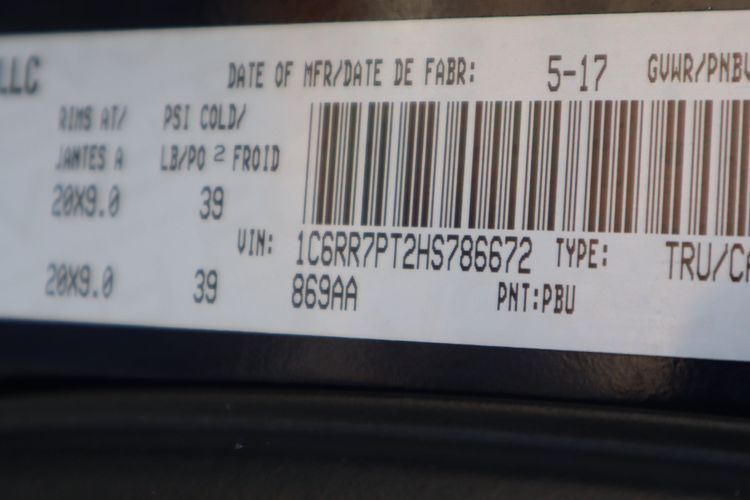 LLC
DATE OF MFR/DATE DE FABR: 5-17 GVWR/PNBV
RIMS AT/ PSI COLD/
JANTES A LB/PO 2 FROID
20X9.0 39
VIN: 1C6RR7PT2HS786672 TYPE: TRU/CA
20X9.0 39 869AA PNT:PBU